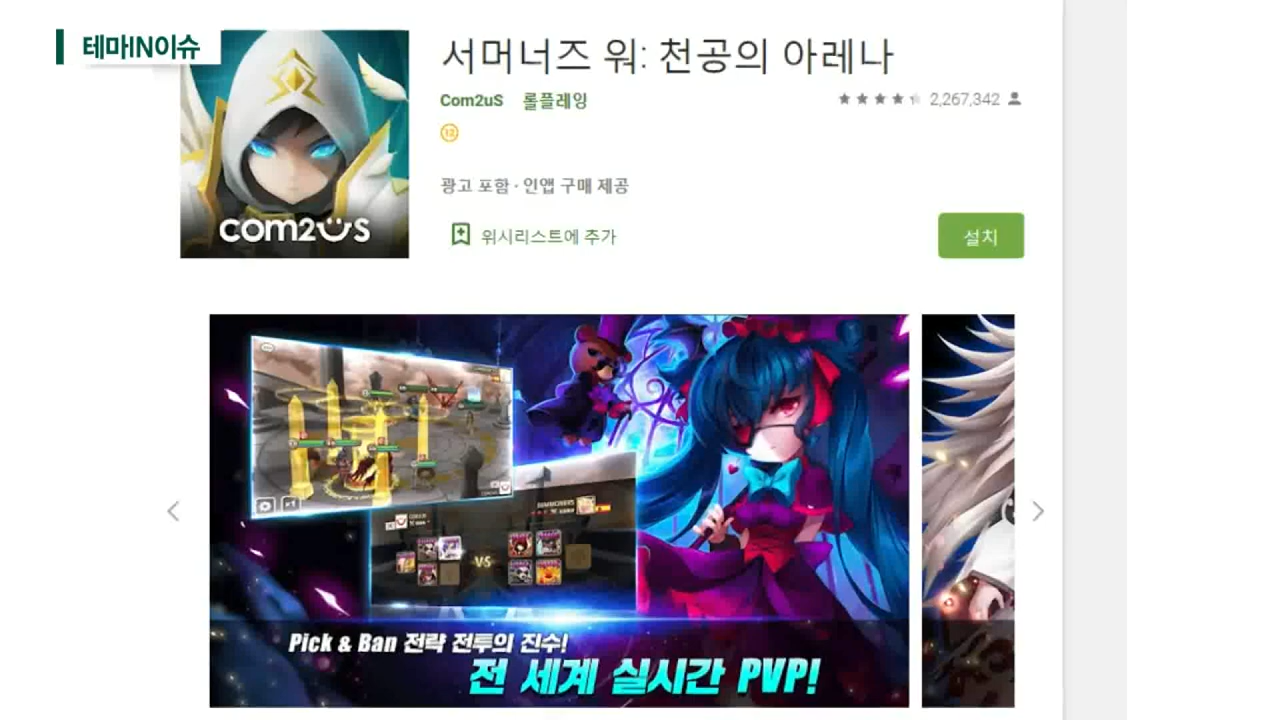 테마IN이슈
서머너즈 워: 천공의 아레나
Com2uS 롤플레잉
2,267,342
12
광고 포함 · 인앱 구매 제공
위시리스트에 추가
설치
com2us
VS
Pick & Ban 전략 전투의 진수!
전 세계 실시간 PVP!